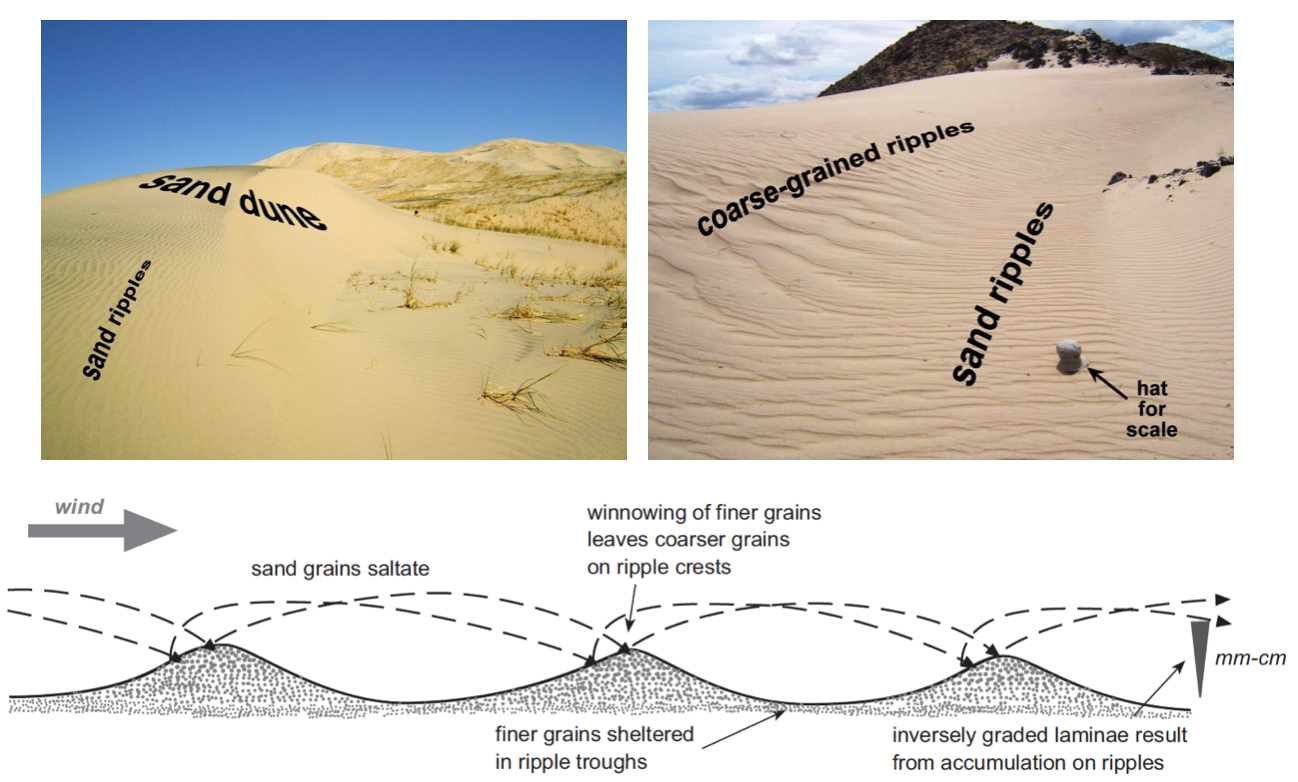 sand dune
sand ripples
coarse-grained ripples
sand ripples
hat
for
scale
wind
sand grains saltate
winnowing of finer grains
leaves coarser grains
on ripple crests
mm-cm
finer grains sheltered
in ripple troughs
inversely graded laminae result
from accumulation on ripples